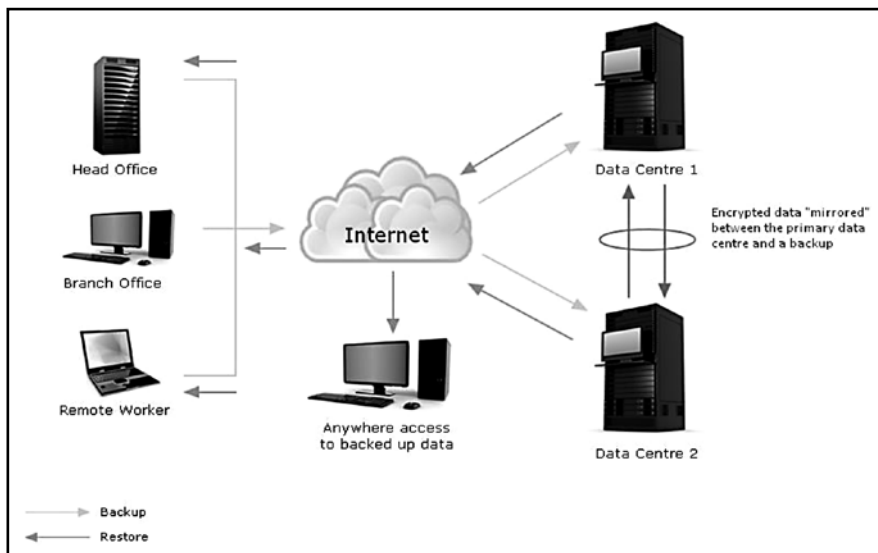 Head Office
Branch Office
Remote Worker
Internet
Anywhere access
to backed up data
Data Centre 1
Encrypted data "mirrored"
between the primary data
centre and a backup
Data Centre 2
Backup
Restore